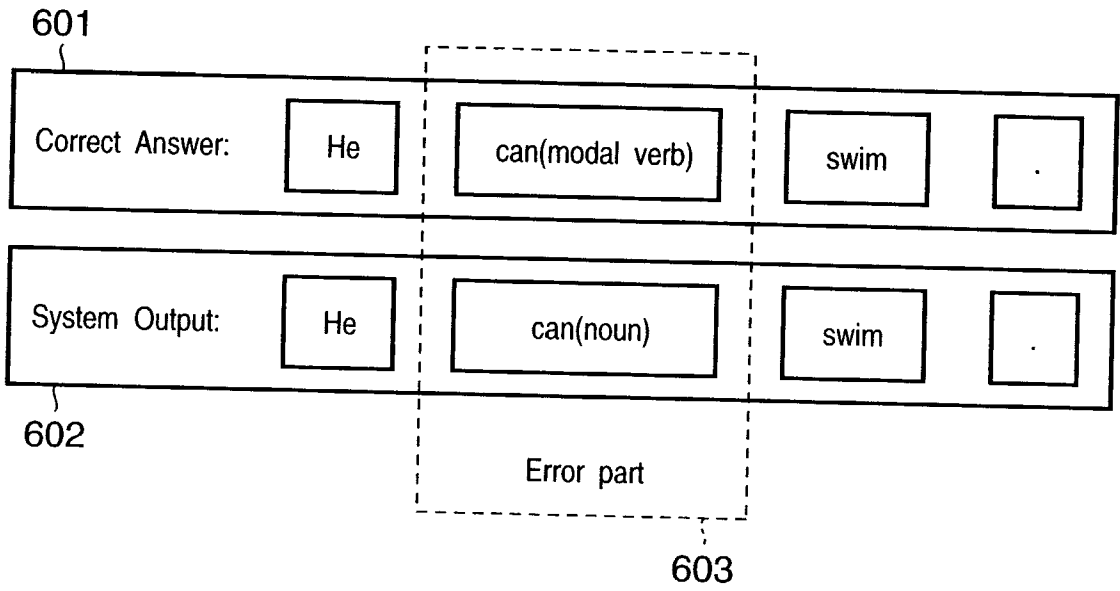 601
Correct Answer: He can(modal verb) swim .
System Output: He can(noun) swim .
602
Error part
603